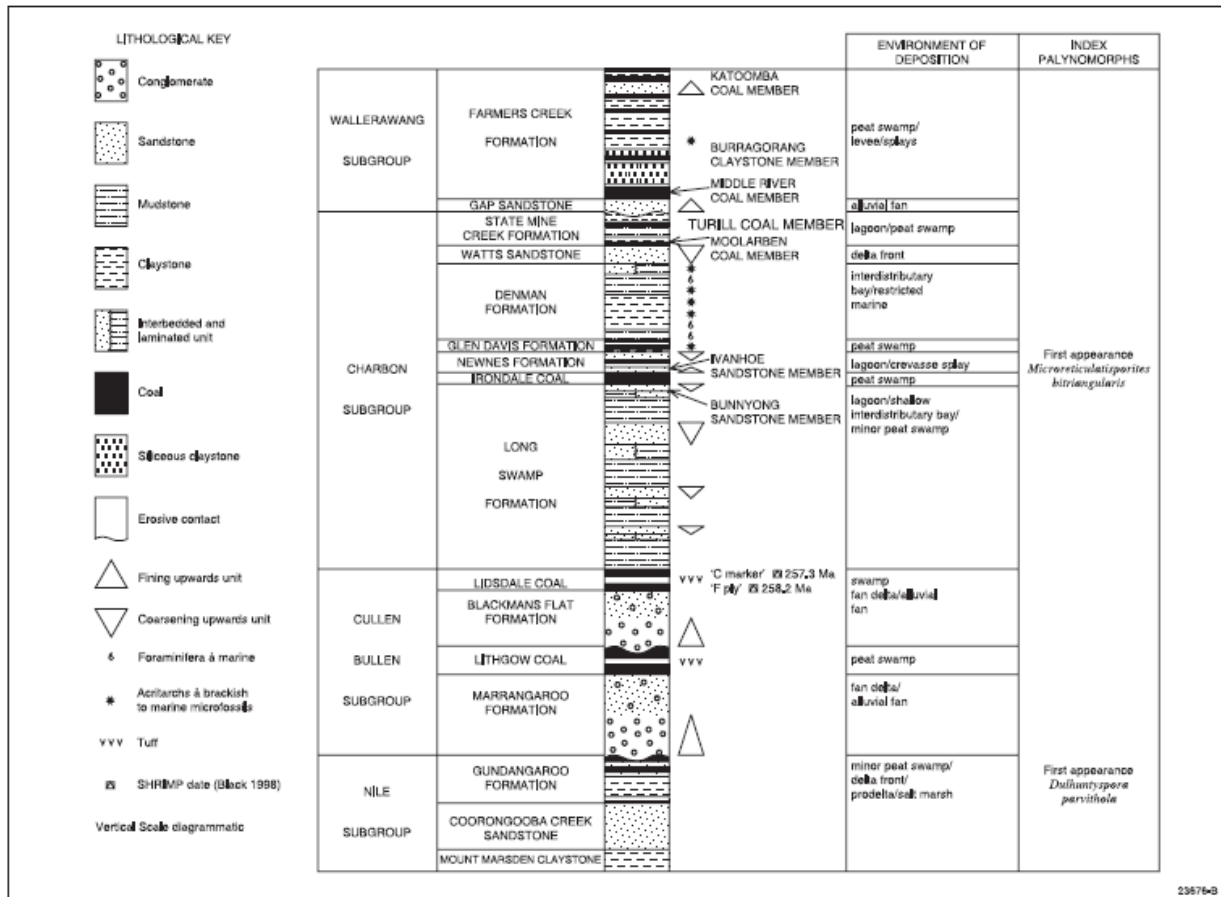 LITHOLOGICAL KEY
Conglomerate
Sandstone
Mudstone
Claystone
Interbedded and
laminated unit
Coal
Siliceous claystone
Erosive contact
Fining upwards unit
Coarsening upwards unit
Foraminifera à marine
Acritarchs à brackish
to marine microfossils
vvv Tuff
SHRIMP date (Black 1998)
Vertical Scale diagrammatic
ENVIRONMENT OF
DEPOSITION
INDEX
PALYNOMORPHS
WALLERAWANG
SUBGROUP
FARMERS CREEK
FORMATION
KATOOMBA
COAL MEMBER
BURRAGORANG
CLAYSTONE MEMBER
MIDDLE RIVER
COAL MEMBER
peat swamp/
levee/splays
GAP SANDSTONE
alluvial fan
CHARBON
SUBGROUP
STATE MINE
CREEK FORMATION
TURILL COAL MEMBER
MOOLARBEN
COAL MEMBER
lagoon/peat swamp
WATTS SANDSTONE
delta front
DENMAN
FORMATION
interdistributary
bay/restricted
marine
GLEN DAVIS FORMATION
peat swamp
NEWNES FORMATION
IVANHOE
SANDSTONE MEMBER
lagoon/crevasse splay
IRONDALE COAL
peat swamp
BUNNYONG
SANDSTONE MEMBER
LONG
SWAMP
FORMATION
lagoon/shallow
interdistributary bay/
minor peat swamp
First appearance
Microreticulatisporites
bitriangularis
CULLEN
BULLEN
SUBGROUP
LIDSDALE COAL
vvv 'C marker' 257.3 Ma
'F ply' 258.2 Ma
swamp
fan delta/alluvial
fan
BLACKMANS FLAT
FORMATION
LITHGOW COAL
vvv
peat swamp
MARRANGAROO
FORMATION
fan delta/
alluvial fan
NILE
SUBGROUP
GUNDANGAROO
FORMATION
minor peat swamp/
delta front/
prodelta/salt marsh
First appearance
Dulhuntyspora
parvithola
COORONGOOBA CREEK
SANDSTONE
MOUNT MARSDEN CLAYSTONE
23676-B